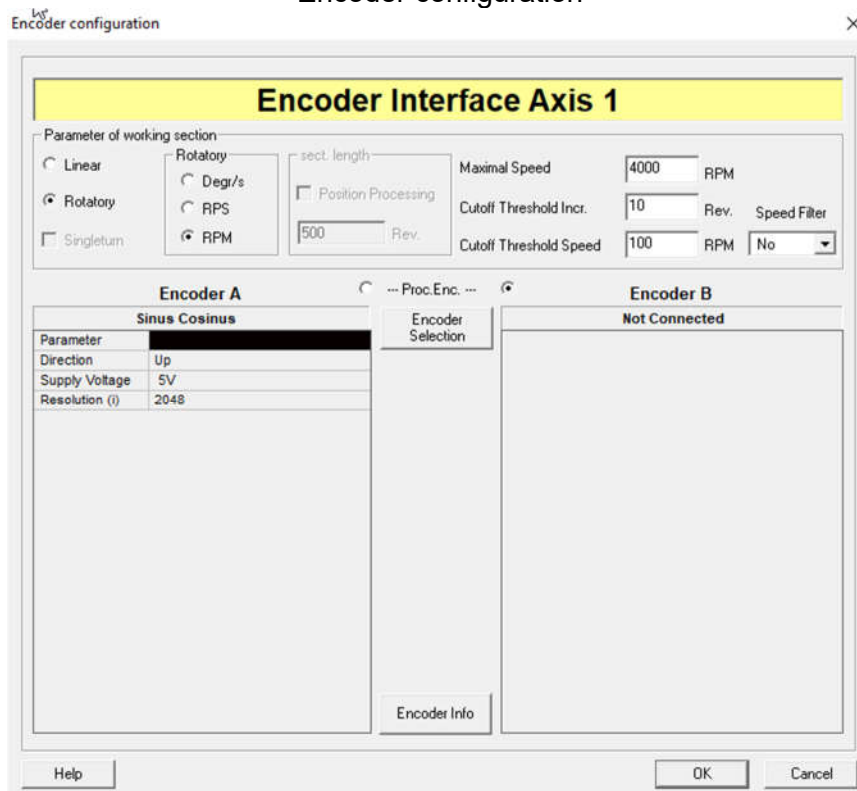 Encoder configuration
Encoder configuration
Encoder Interface Axis 1
Parameter of working section
Linear
Rotatory
Singleturn
Rotatory
Degr/s
RPS
RPM
sect. length
Position Processing
500 Rev.
Maximal Speed 4000 RPM
Cutoff Threshold Incr. 10 Rev.
Cutoff Threshold Speed 100 RPM
Speed Filter
No
Encoder A --- Proc.Enc. --- Encoder B
Sinus Cosinus
Parameter
Direction Up
Supply Voltage 5V
Resolution (i) 2048
Encoder
Selection
Not Connected
Encoder Info
Help OK Cancel